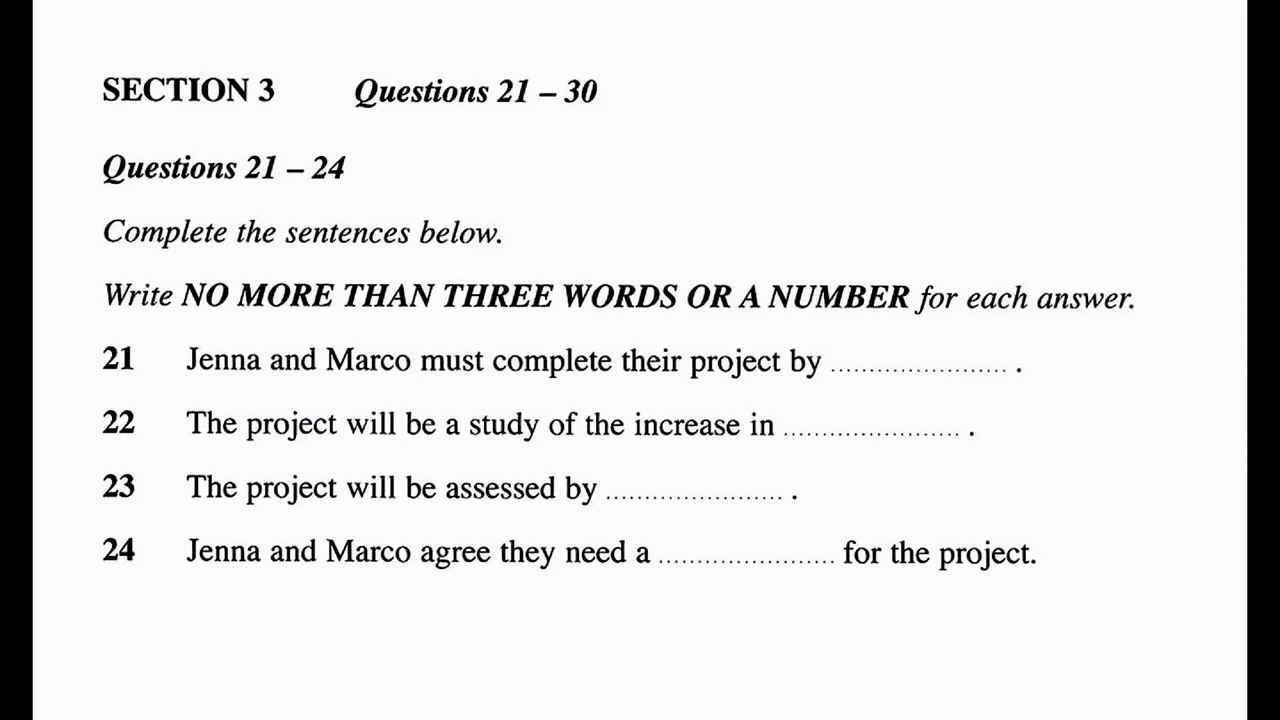 SECTION 3 Questions 21 – 30
Questions 21 – 24
Complete the sentences below.
Write NO MORE THAN THREE WORDS OR A NUMBER for each answer.
21 Jenna and Marco must complete their project by ....................... .
22 The project will be a study of the increase in ....................... .
23 The project will be assessed by ....................... .
24 Jenna and Marco agree they need a ....................... for the project.